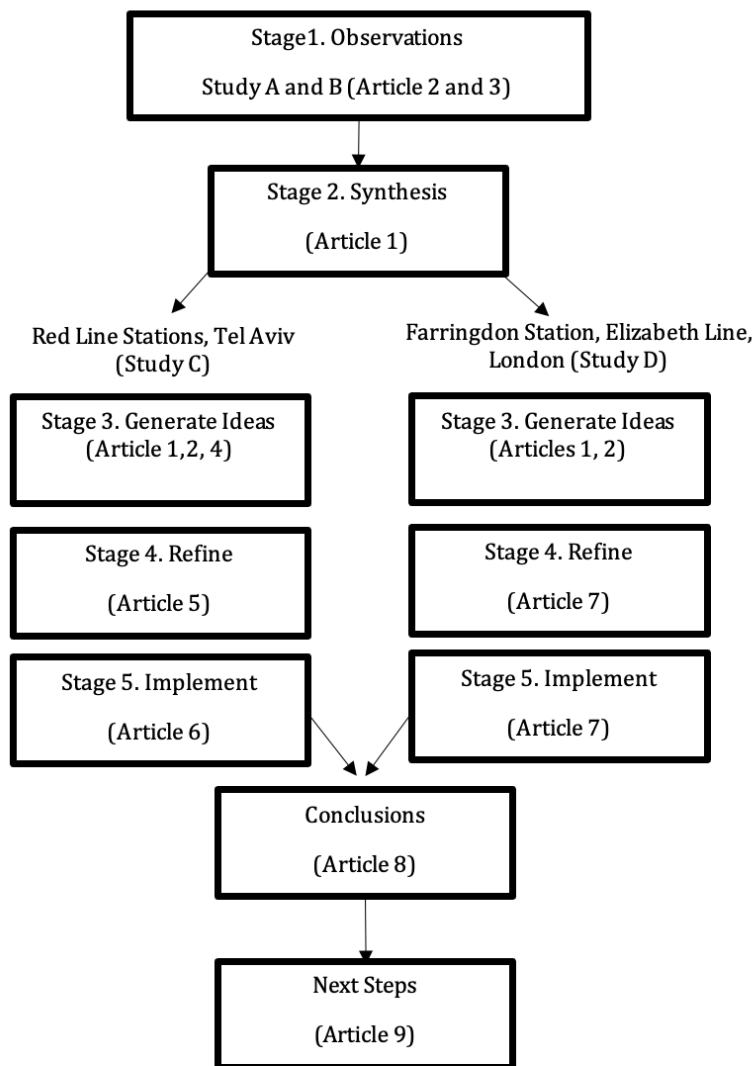 Stage1. Observations
Study A and B (Article 2 and 3)
Stage 2. Synthesis
(Article 1)
Red Line Stations, Tel Aviv
(Study C)
Farringdon Station, Elizabeth Line,
London (Study D)
Stage 3. Generate Ideas
(Article 1,2, 4)
Stage 3. Generate Ideas
(Articles 1, 2)
Stage 4. Refine
(Article 5)
Stage 4. Refine
(Article 7)
Stage 5. Implement
(Article 6)
Stage 5. Implement
(Article 7)
Conclusions
(Article 8)
Next Steps
(Article 9)